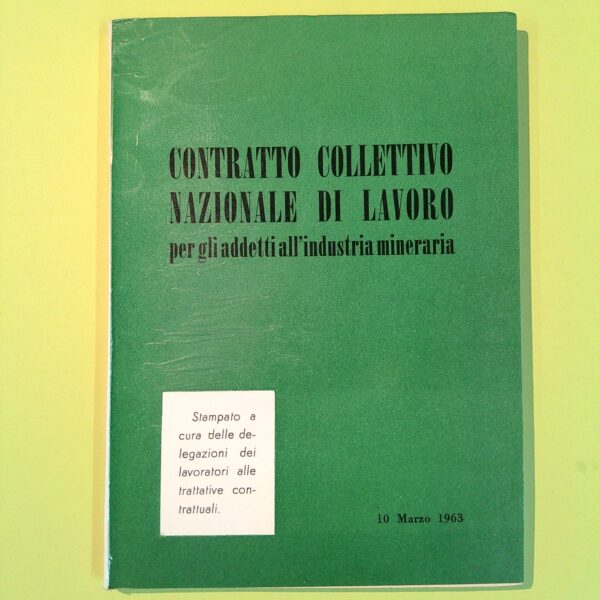 CONTRATTO COLLETTIVO
NAZIONALE DI LAVORO
per gli addetti all'industria mineraria
Stampato a
cura delle de-
legazioni dei
lavoratori alle
trattative con-
trattuali.
10 Marzo 1963